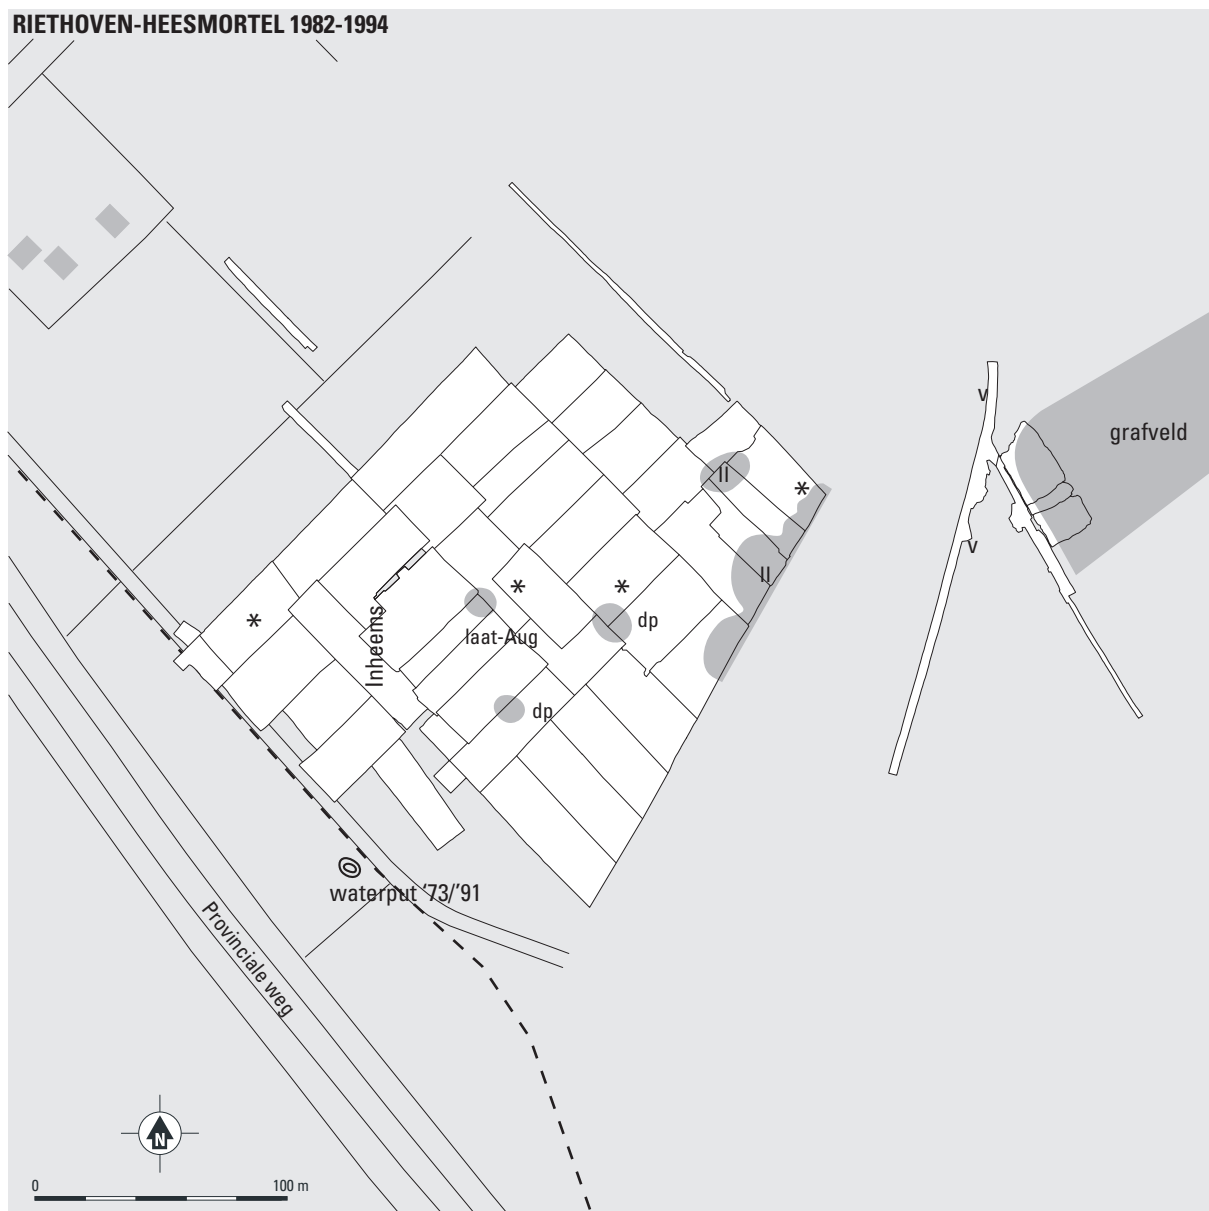 RIETHOVEN-HEESMORTEL 1982-1994
v
grafveld
II
*
v
II
*
*
*
dp
Inheems
laat-Aug
dp
waterput ‘73/’91
Provinciale weg
N
0 100 m